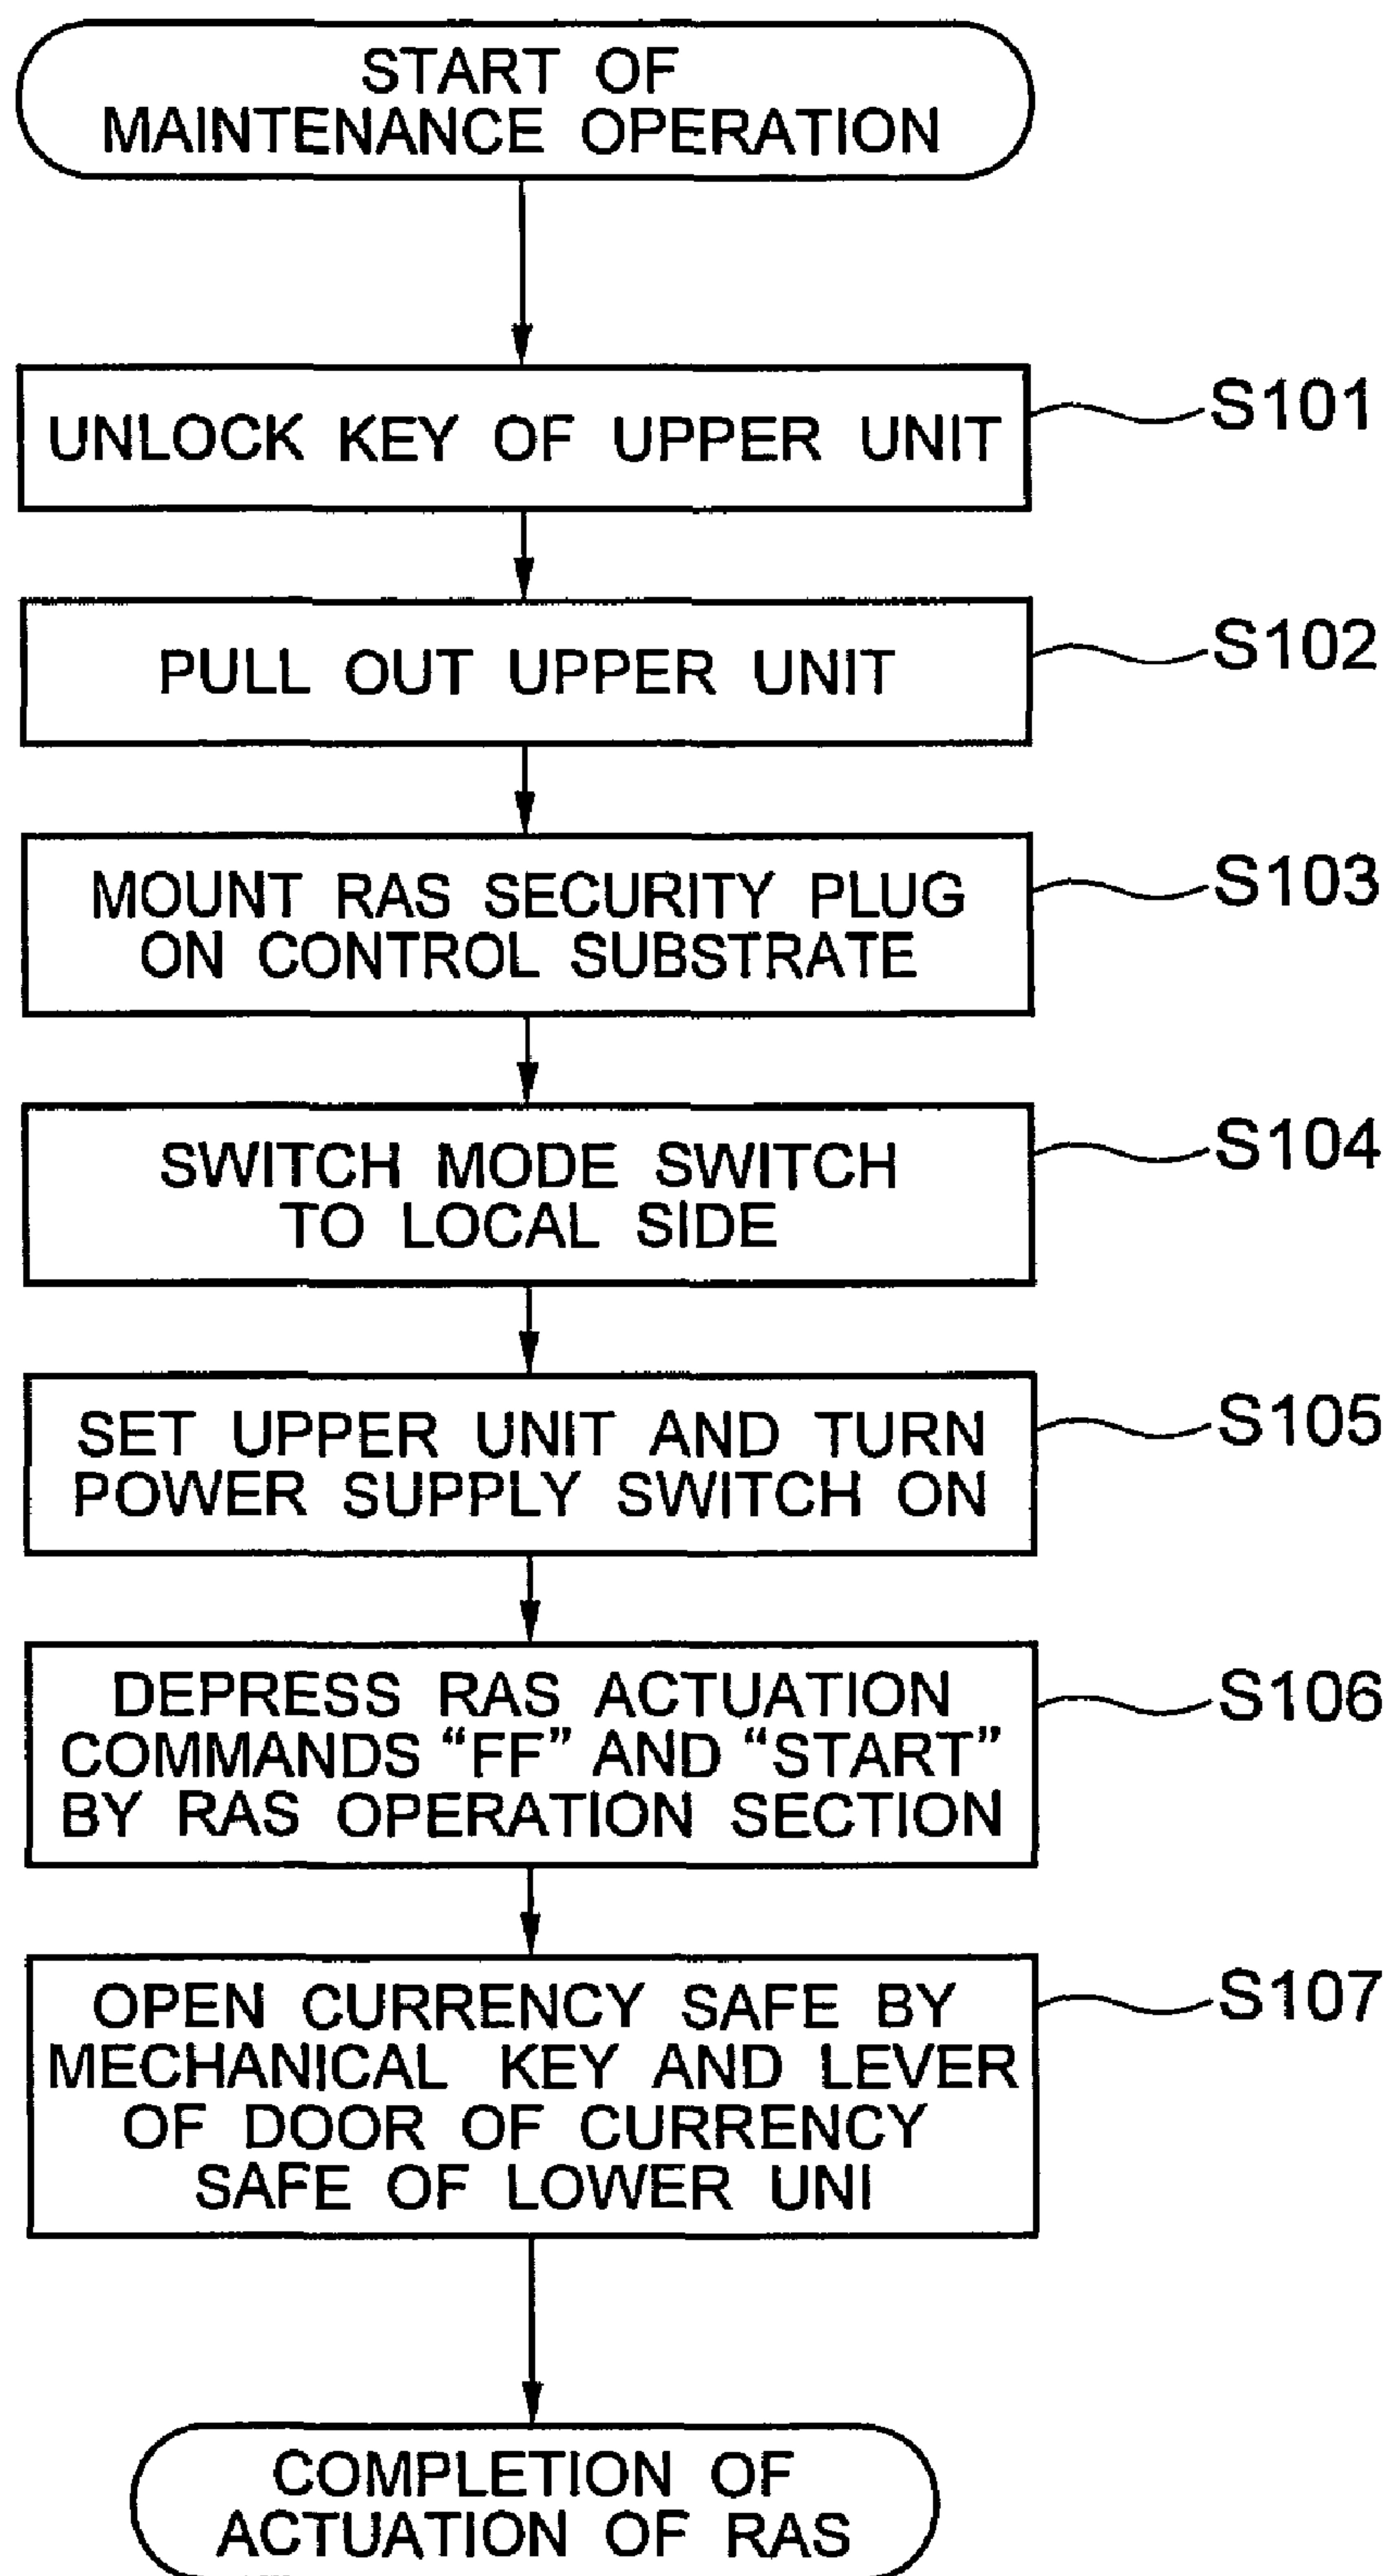 START OF
MAINTENANCE OPERATION
UNLOCK KEY OF UPPER UNIT
S101
PULL OUT UPPER UNIT
S102
MOUNT RAS SECURITY PLUG
ON CONTROL SUBSTRATE
S103
SWITCH MODE SWITCH
TO LOCAL SIDE
S104
SET UPPER UNIT AND TURN
POWER SUPPLY SWITCH ON
S105
DEPRESS RAS ACTUATION
COMMANDS “FF” AND “START”
BY RAS OPERATION SECTION
S106
OPEN CURRENCY SAFE BY
MECHANICAL KEY AND LEVER
OF DOOR OF CURRENCY
SAFE OF LOWER UNI
S107
COMPLETION OF
ACTUATION OF RAS